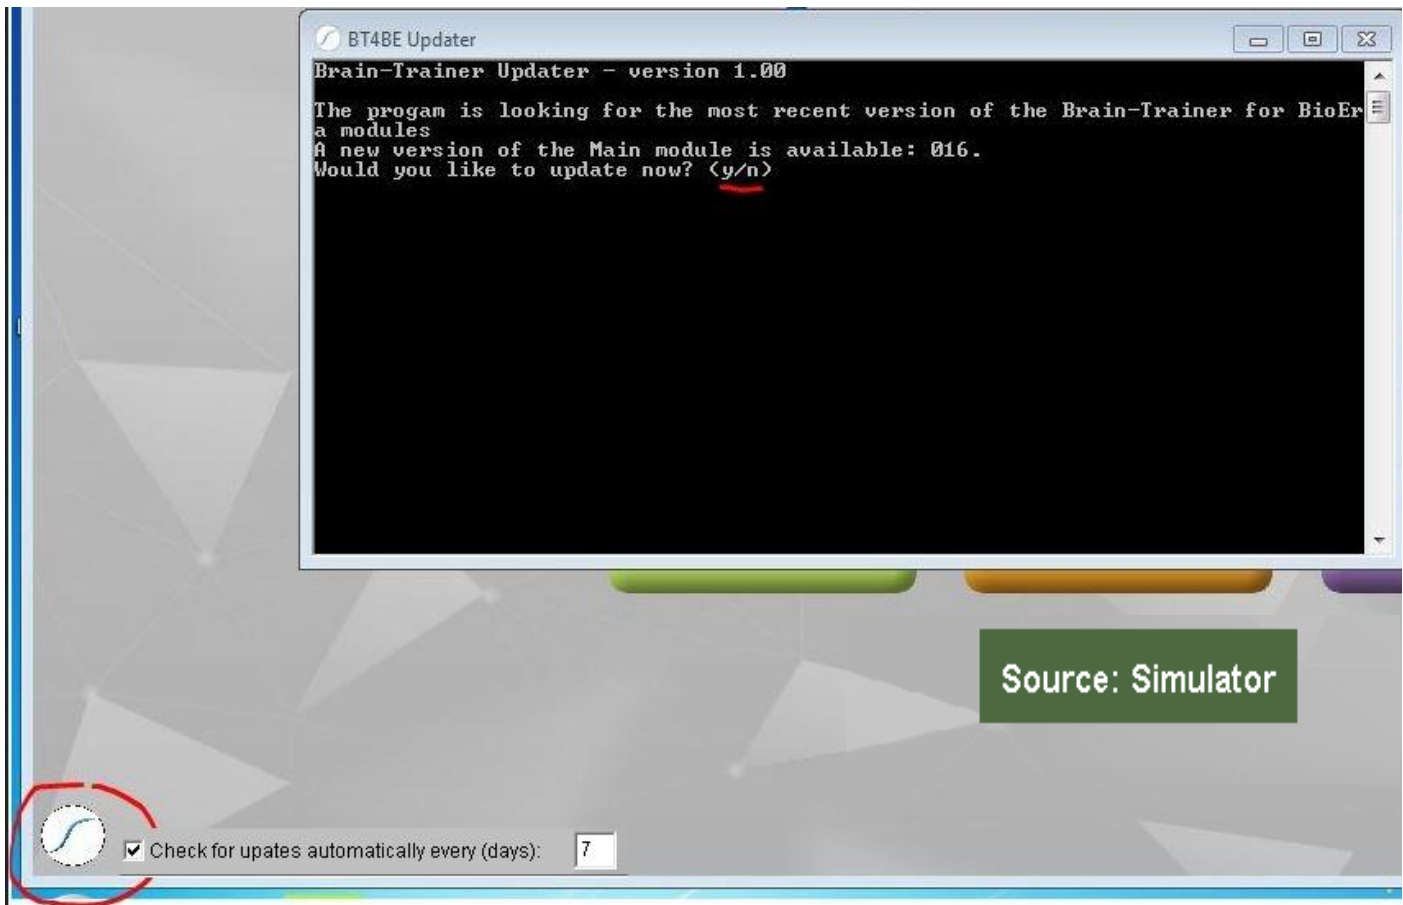 BT4BE Updater
Brain-Trainer Updater - version 1.00
The progam is looking for the most recent version of the Brain-Trainer for BioEr
a modules
A new version of the Main module is available: 016.
Would you like to update now? (y/n)
Source: Simulator
Check for upates automatically every (days): 7